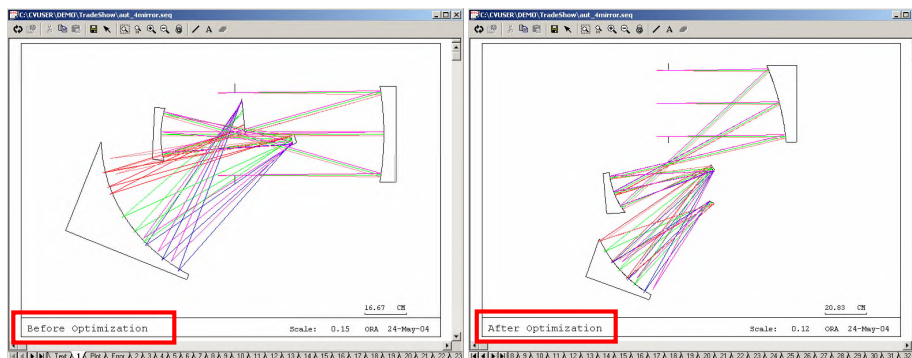 C:\CVUSER\DEMO\TradeShow\aut_4mirror.seq
16.67 CM
Before Optimization Scale: 0.15 ORA 24-May-04
C:\CVUSER\DEMO\TradeShow\aut_4mirror.seq
20.83 CM
After Optimization Scale: 0.12 ORA 24-May-04